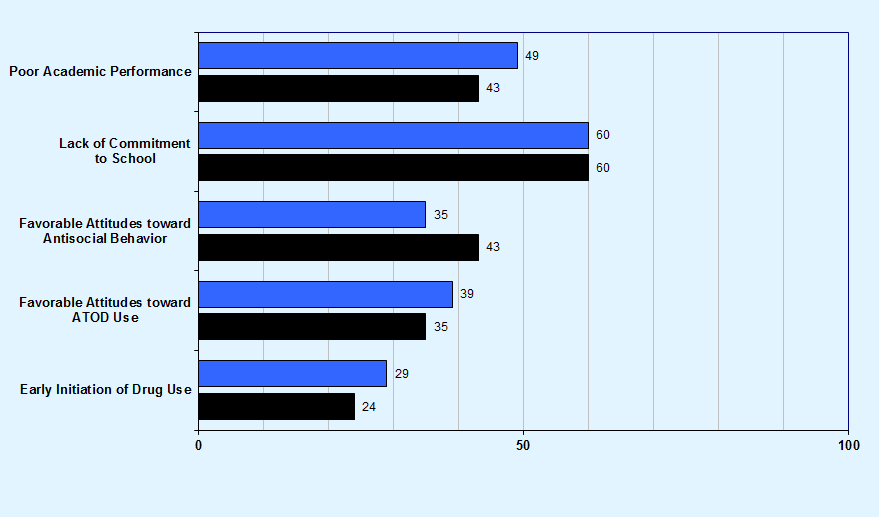 Poor Academic Performance
49
43
Lack of Commitment
to School
60
60
Favorable Attitudes toward
Antisocial Behavior
35
43
Favorable Attitudes toward
ATOD Use
39
35
Early Initiation of Drug Use
29
24
0 50 100